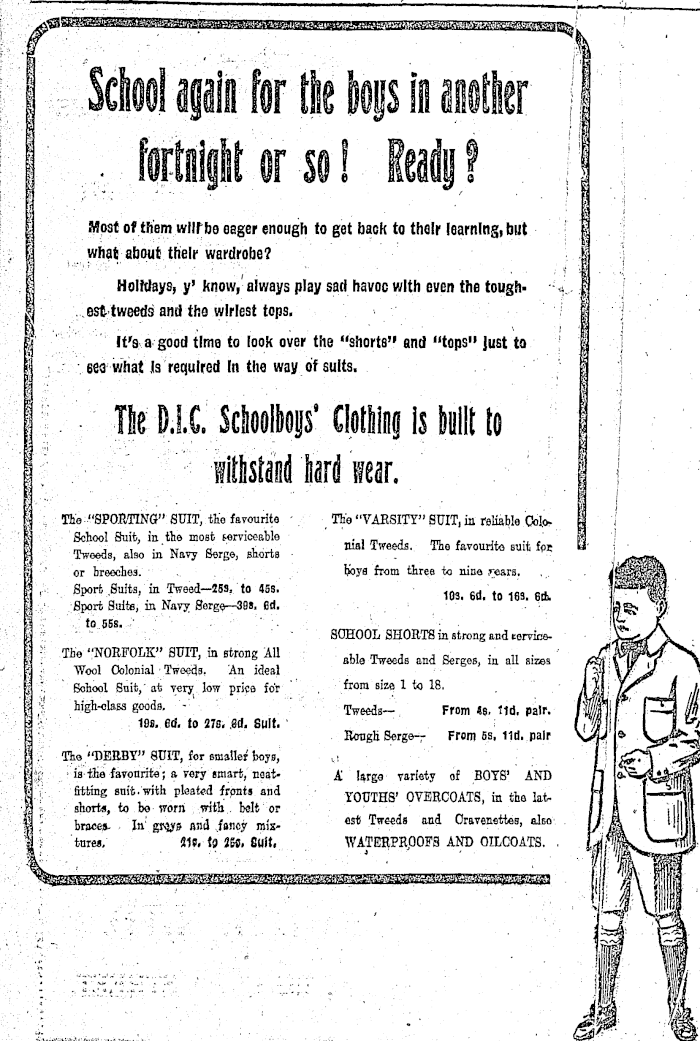 School again for the boys in another
fortnight or so! Ready?
Most of them will be eager enough to get back to their learning, but
what about their wardrobe?
Holidays, y' know, always play sad havoc with even the tough-
est tweeds and the wiriest tops.
It's a good time to look over the "shorts" and "tops" just to
see what is required in the way of suits.
The D.I.C. Schoolboys' Clothing is built to
withstand hard wear.
The "SPORTING" SUIT, the favourite
School Suit, in the most serviceable
Tweeds, also in Navy Serge, shorts
or breeches.
Sport Suits, in Tweed—25s. to 45s.
Sport Suits, in Navy Serge—39s. 6d.
to 55s.
The "NORFOLK" SUIT, in strong All
Wool Colonial Tweeds. An ideal
School Suit, at very low price for
high-class goods.
19s. 6d. to 27s. 6d. Suit.
The "DERBY" SUIT, for smaller boys,
is the favourite; a very smart, neat-
fitting suit with pleated fronts and
shorts, to be worn with belt or
braces. In greys and fancy mix-
tures. 21s. to 25s. Suit.
The "VARSITY" SUIT, in reliable Colo-
nial Tweeds. The favourite suit for
boys from three to nine years.
10s. 6d. to 16s. 6d.
SCHOOL SHORTS in strong and service-
able Tweeds and Serges, in all sizes
from size 1 to 18.
Tweeds— From 4s. 11d. pair.
Rough Serge— From 5s. 11d. pair
A large variety of BOYS' AND
YOUTHS' OVERCOATS, in the lat-
est Tweeds and Cravenettes, also
WATERPROOFS AND OILCOATS.